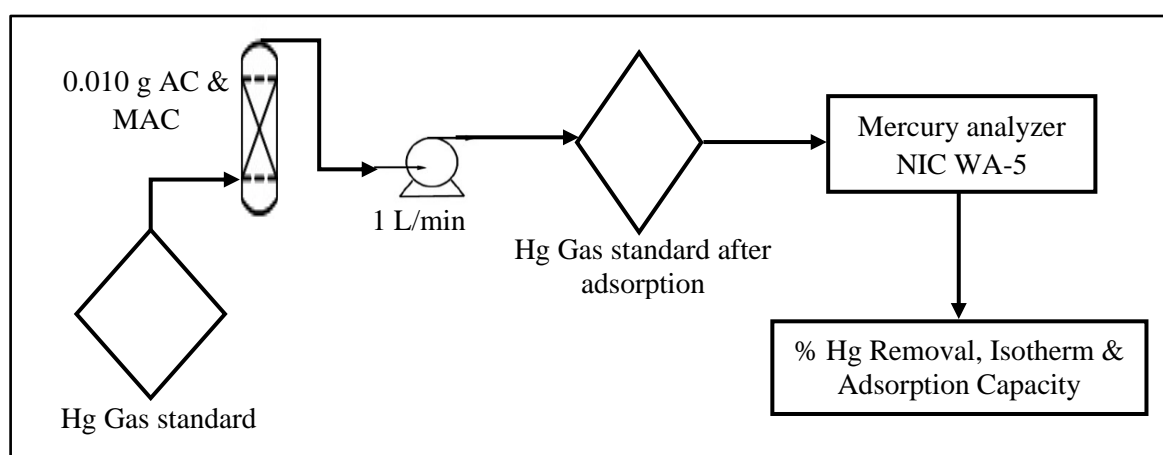 0.010 g AC &
MAC
1 L/min
Hg Gas standard
Hg Gas standard after
adsorption
Mercury analyzer
NIC WA-5
% Hg Removal, Isotherm &
Adsorption Capacity